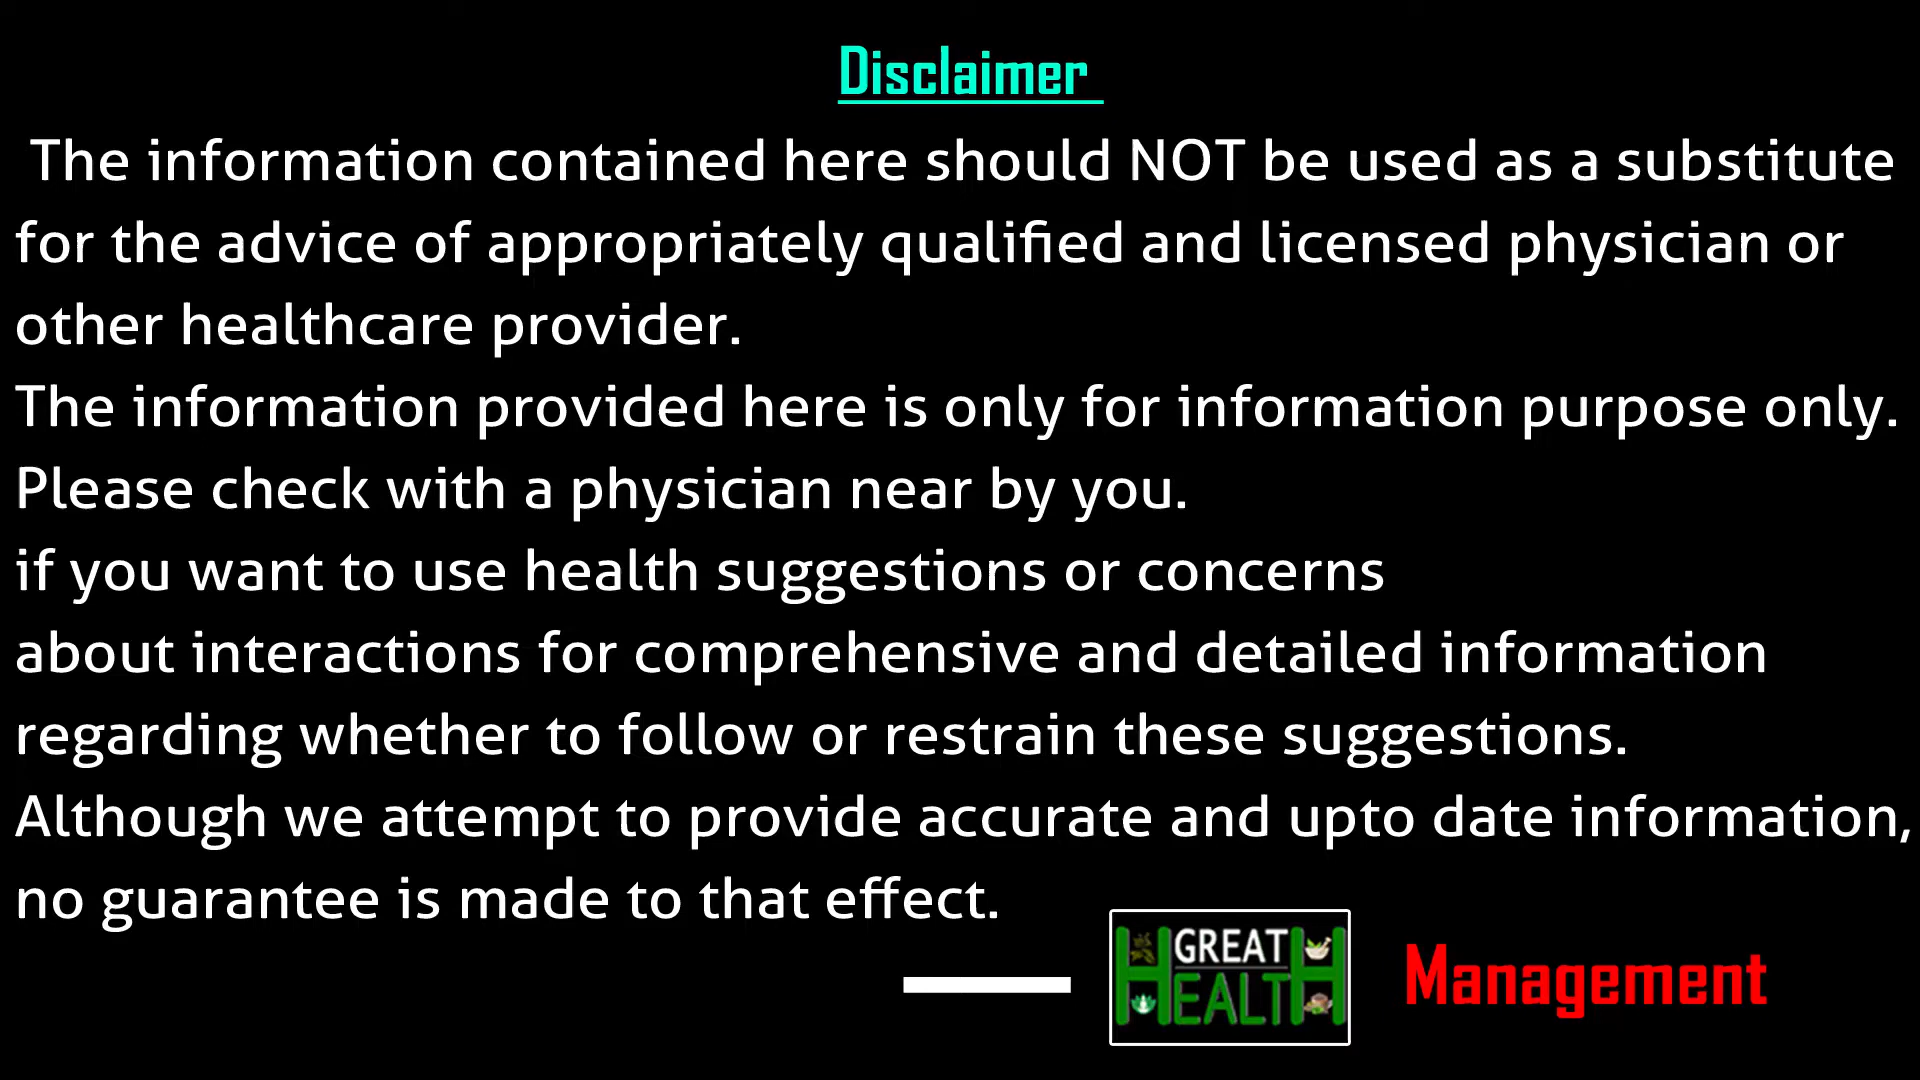 Disclaimer
The information contained here should NOT be used as a substitute
for the advice of appropriately qualified and licensed physician or
other healthcare provider.
The information provided here is only for information purpose only.
Please check with a physician near by you.
if you want to use health suggestions or concerns
about interactions for comprehensive and detailed information
regarding whether to follow or restrain these suggestions.
Although we attempt to provide accurate and upto date information,
no guarantee is made to that effect.
GREAT
HEALTH
Management